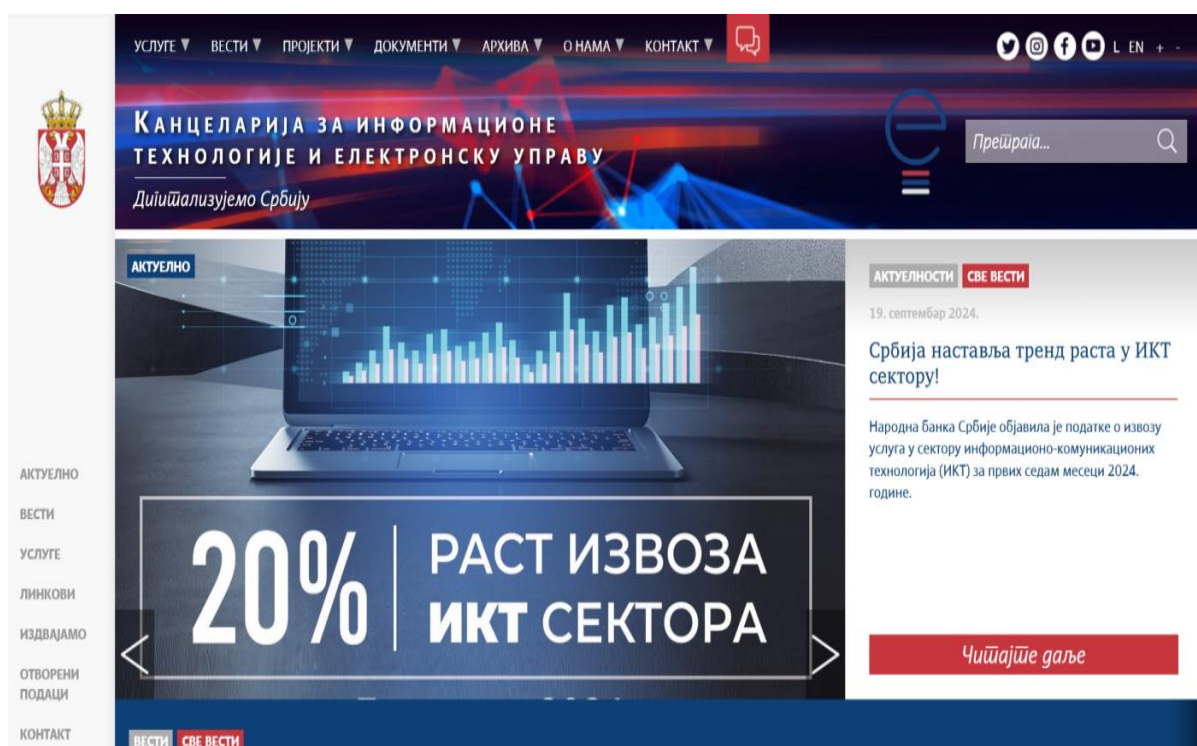 УСЛУГЕ ВЕСТИ ПРОЈЕКТИ ДОКУМЕНТИ АРХИВА О НАМА КОНТАКТ
L EN + -
КАНЦЕЛАРИЈА ЗА ИНФОРМАЦИОНЕ
ТЕХНОЛОГИЈЕ И ЕЛЕКТРОНСКУ УПРАВУ
Дигитализујемо Србију
Претрага...
АКТУЕЛНО
20% РАСТ ИЗВОЗА
ИКТ СЕКТОРА
АКТУЕЛНОСТИ СВЕ ВЕСТИ
19. септембар 2024.
Србија наставља тренд раста у ИКТ
сектору!
Народна банка Србије објавила је податке о извозу
услуга у сектору информационо-комуникационих
технологија (ИКТ) за првих седам месеци 2024.
године.
Читајте даље
АКТУЕЛНО
ВЕСТИ
УСЛУГЕ
ЛИНКОВИ
ИЗДВАЈАМО
ОТВОРЕНИ
ПОДАЦИ
КОНТАКТ
ВЕСТИ СВЕ ВЕСТИ